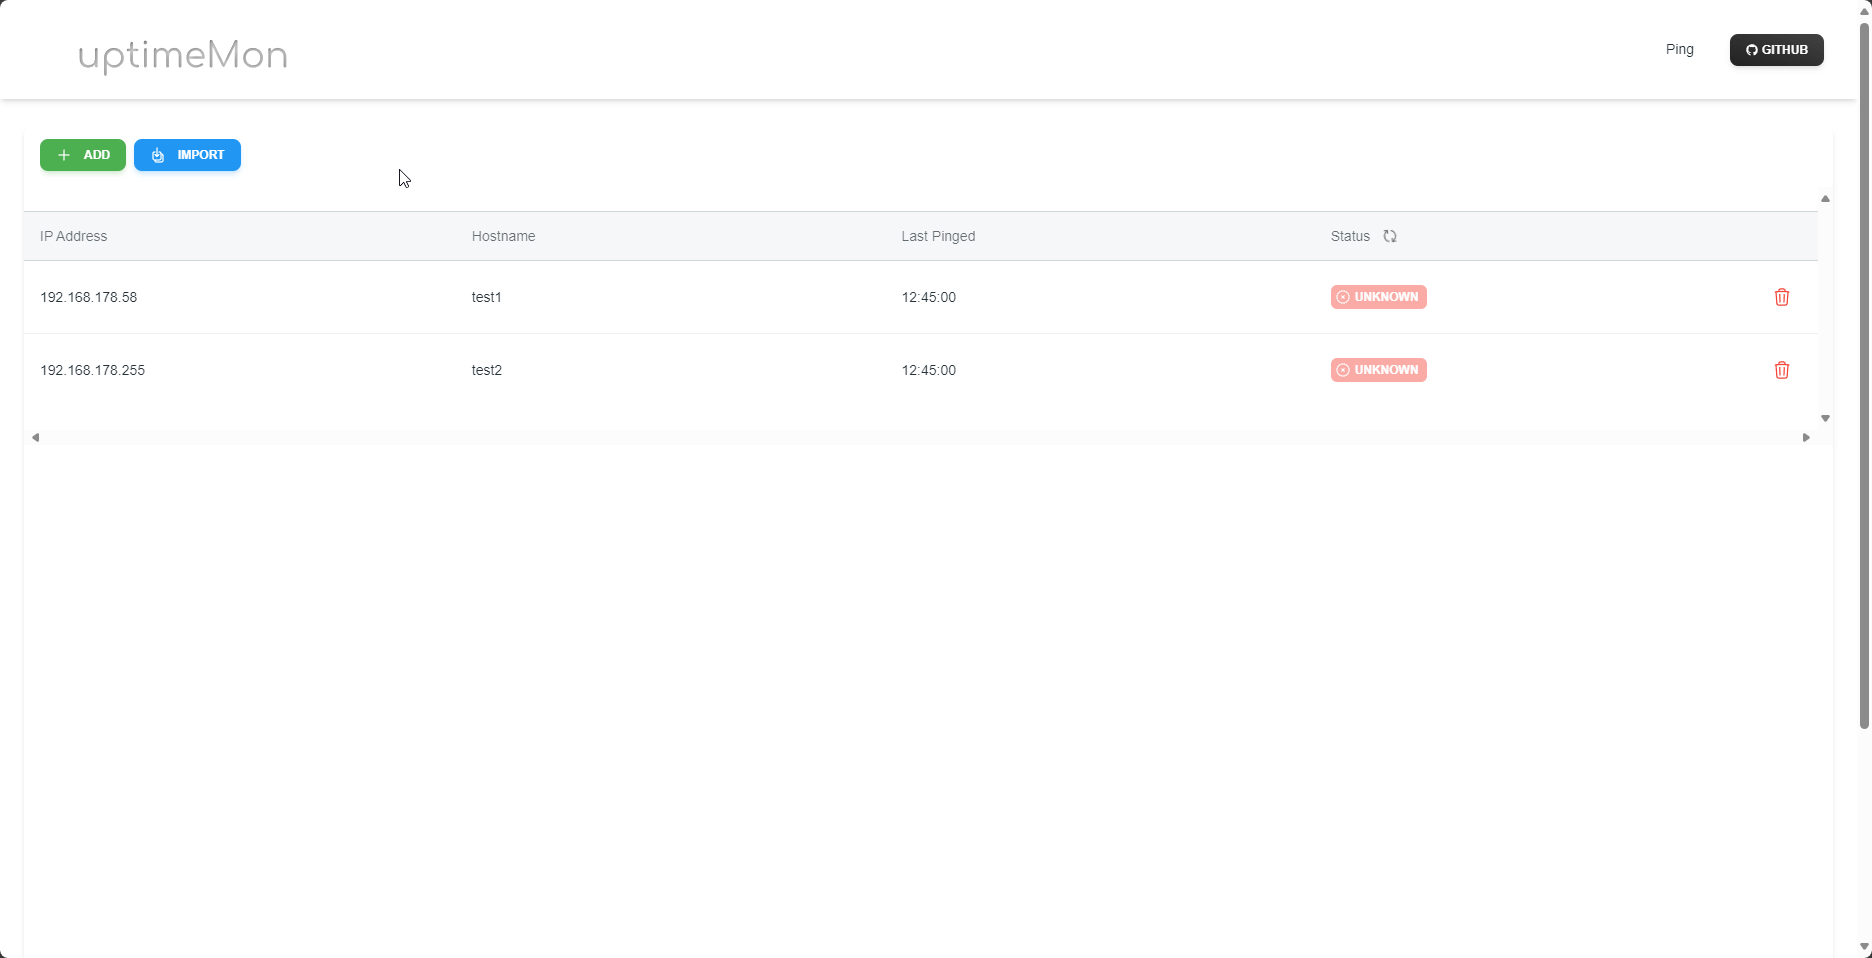 uptimeMon
Ping
GITHUB
ADD
IMPORT
IP Address Hostname Last Pinged Status
192.168.178.58 test1 12:45:00 UNKNOWN
192.168.178.255 test2 12:45:00 UNKNOWN